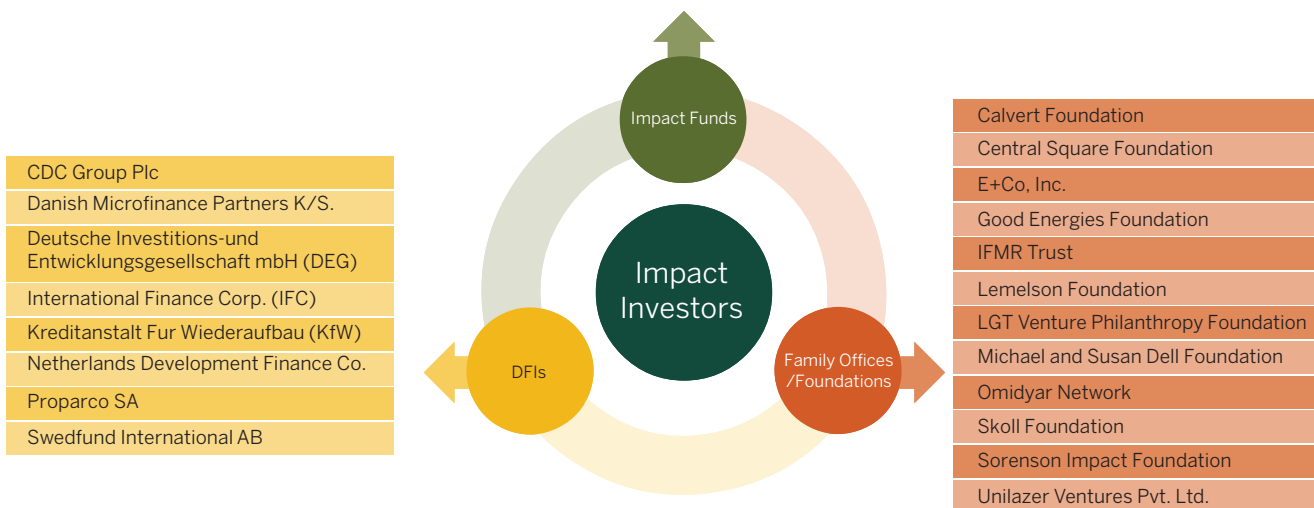 Impact Funds
CDC Group Plc
Danish Microfinance Partners K/S.
Deutsche Investitions-und
Entwicklungsgesellschaft mbH (DEG)
International Finance Corp. (IFC)
Kreditanstalt Fur Wiederaufbau (KfW)
Netherlands Development Finance Co.
Proparco SA
Swedfund International AB
Impact
Investors
DFIs
Family Offices
/Foundations
Calvert Foundation
Central Square Foundation
E+Co, Inc.
Good Energies Foundation
IFMR Trust
Lemelson Foundation
LGT Venture Philanthropy Foundation
Michael and Susan Dell Foundation
Omidyar Network
Skoll Foundation
Sorenson Impact Foundation
Unilazer Ventures Pvt. Ltd.